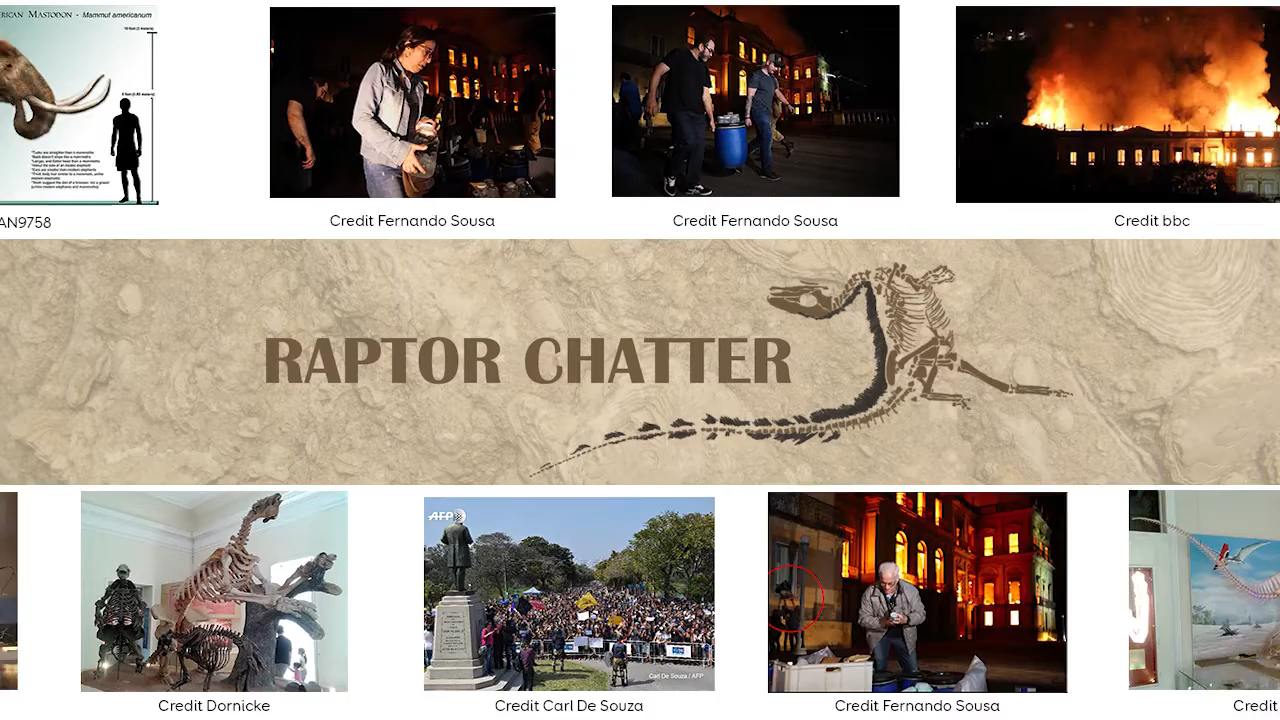 RICAN MASTODON - Mammut americanum
AN9758
Credit Fernando Sousa
Credit Fernando Sousa
Credit bbc
RAPTOR CHATTER
AFP
Carl De Souza / AFP
Credit Dornicke
Credit Carl De Souza
Credit Fernando Sousa
Credit